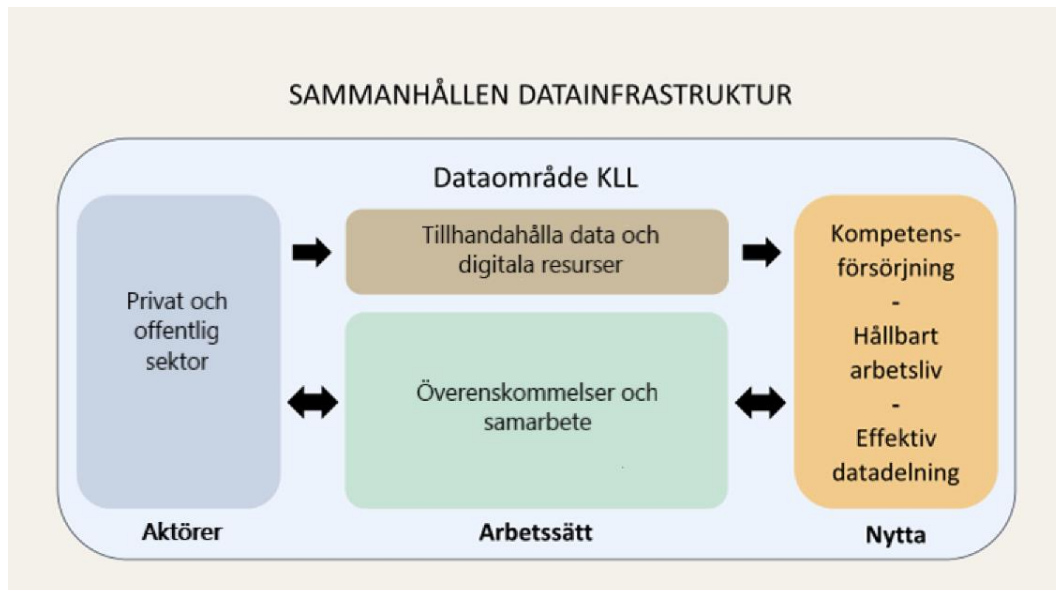 SAMMANHÅLLEN DATAINFRASTRUKTUR
Dataområde KLL
Privat och
offentlig
sektor
Aktörer
Tillhandahålla data och
digitala resurser
Överenskommelser och
samarbete
Arbetssätt
Kompetens-
försörjning
-
Hållbart
arbetsliv
-
Effektiv
datadelning
Nytta